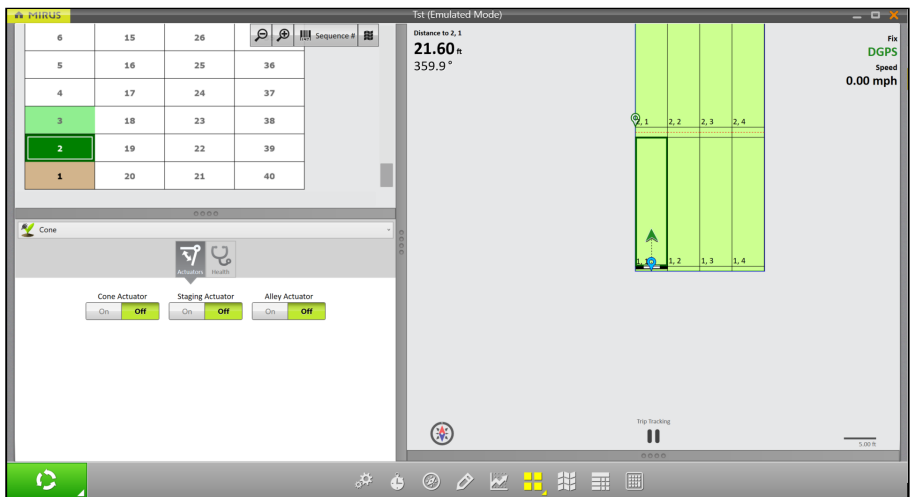 MIRUS
Tst (Emulated Mode)
6 15 26 Sequence #
5 16 25 36
4 17 24 37
3 18 23 38
2 19 22 39
1 20 21 40
Cone
Actuators Health
Cone Actuator Staging Actuator Alley Actuator
On Off On Off On Off
Distance to 2, 1
21.60 ft
359.9 °
Fix
DGPS
Speed
0.00 mph
2, 1 2, 2 2, 3 2, 4
1, 1 1, 2 1, 3 1, 4
Trip Tracking
5.00 ft